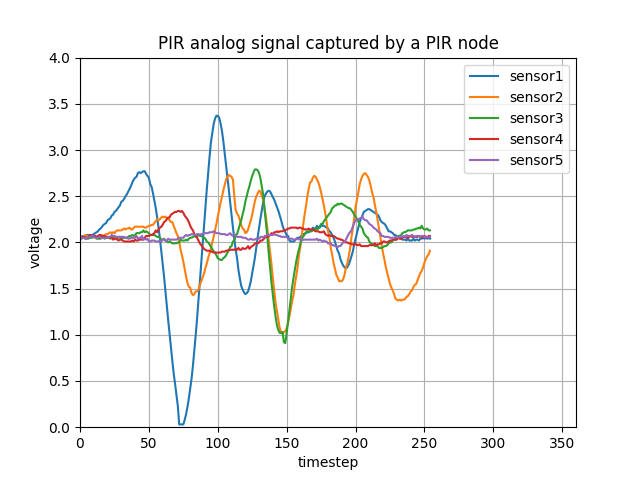 PIR analog signal captured by a PIR node
4.0
3.5
3.0
2.5
2.0
1.5
1.0
0.5
0.0
voltage
sensor1
sensor2
sensor3
sensor4
sensor5
0 50 100 150 200 250 300 350
timestep